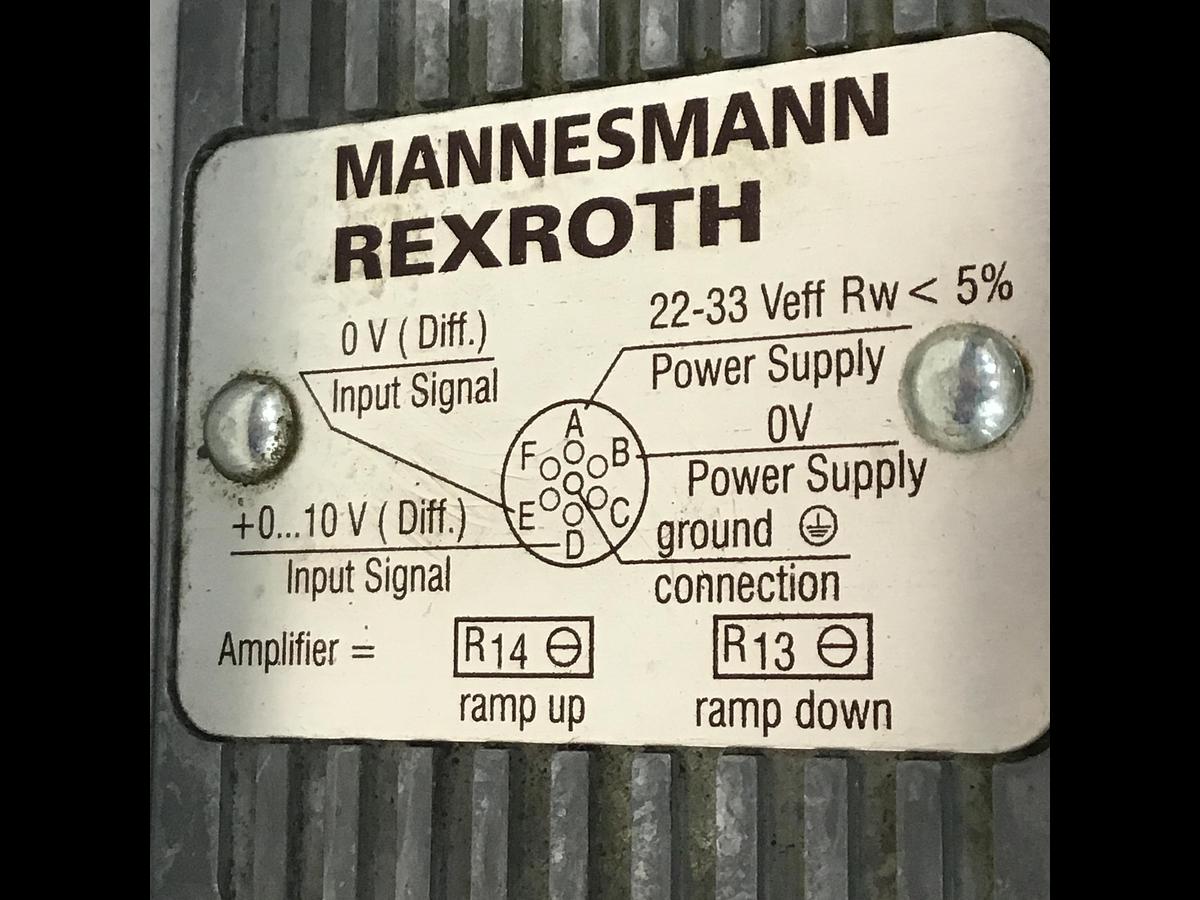 MANNESMANN
REXROTH
22-33 Veff Rw < 5%
Power Supply
0 V ( Diff.)
Input Signal
0V
Power Supply
A
F B
E C
D
+0...10 V ( Diff.)
Input Signal
ground
connection
Amplifier = R14 R13
ramp up ramp down